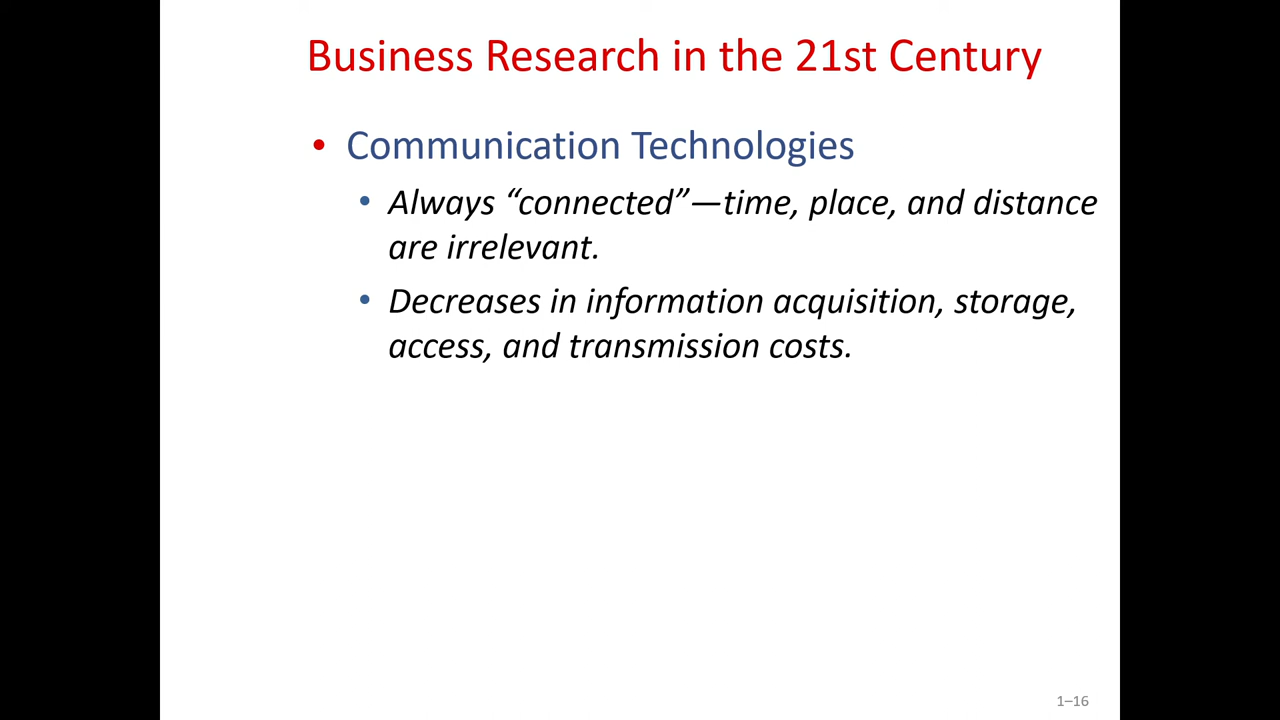 Business Research in the 21st Century
• Communication Technologies
• Always “connected”—time, place, and distance
are irrelevant.
• Decreases in information acquisition, storage,
access, and transmission costs.
1–16